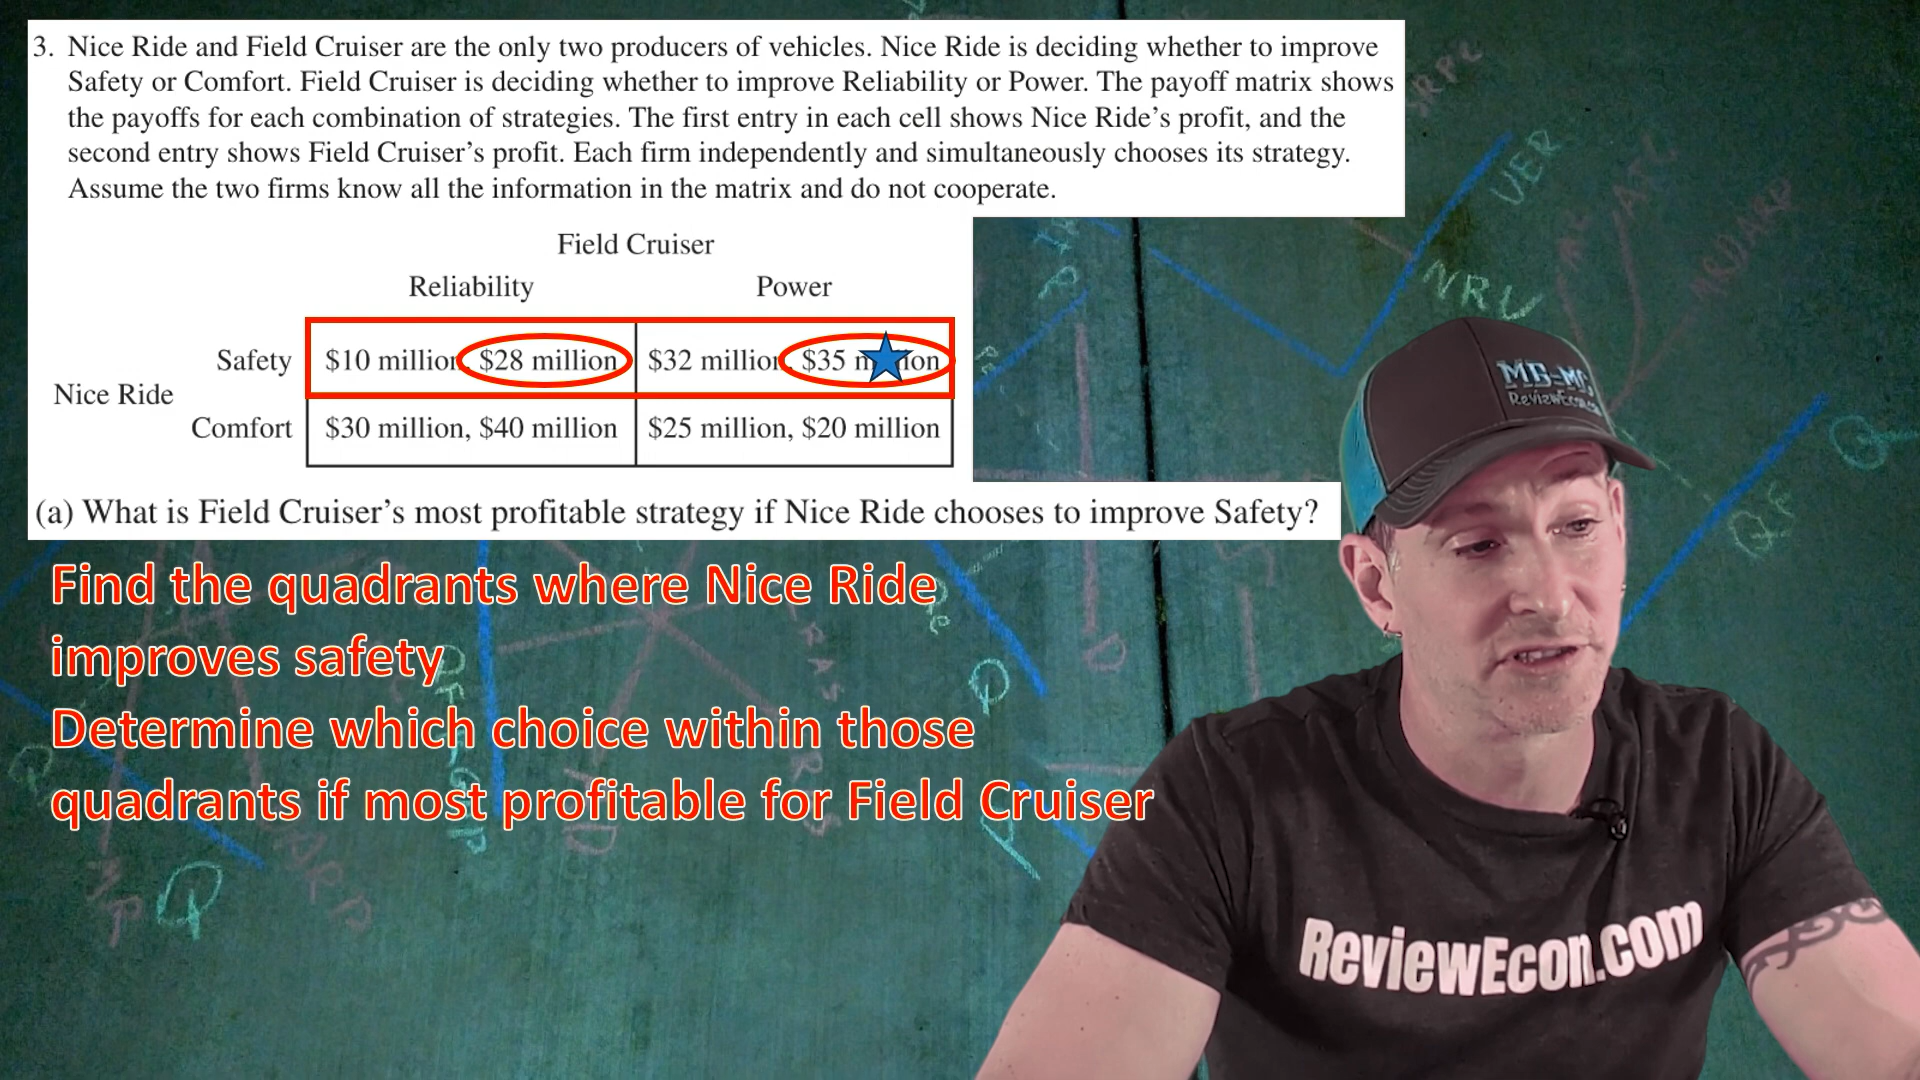 3. Nice Ride and Field Cruiser are the only two producers of vehicles. Nice Ride is deciding whether to improve
Safety or Comfort. Field Cruiser is deciding whether to improve Reliability or Power. The payoff matrix shows
the payoffs for each combination of strategies. The first entry in each cell shows Nice Ride's profit, and the
second entry shows Field Cruiser's profit. Each firm independently and simultaneously chooses its strategy.
Assume the two firms know all the information in the matrix and do not cooperate.
Field Cruiser
Reliability Power
Safety $10 million, $28 million $32 million, $35
Nice Ride
Comfort $30 million, $40 million $25 million, $20 million
(a) What is Field Cruiser's most profitable strategy if Nice Ride chooses to improve Safety?
Find the quadrants where Nice Ride
improves safety
Determine which choice within those
quadrants if most profitable for Field Cruiser
VER
NRU
SRPC
ATC
MRDARP
MB=MC
ReviewEcon.com
Q
D
Q
Q
ReviewEcon.com